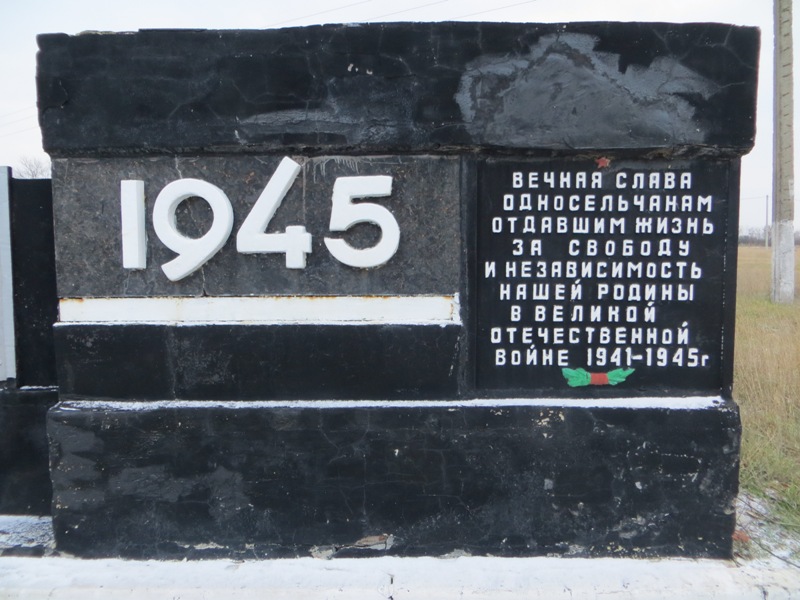 1945
ВЕЧНАЯ СЛАВА
ОДНОСЕЛЬЧАНАМ
ОТДАВШИМ ЖИЗНЬ
ЗА СВОБОДУ
И НЕЗАВИСИМОСТЬ
НАШЕЙ РОДИНЫ
В ВЕЛИКОЙ
ОТЕЧЕСТВЕННОЙ
ВОЙНЕ 1941-1945г